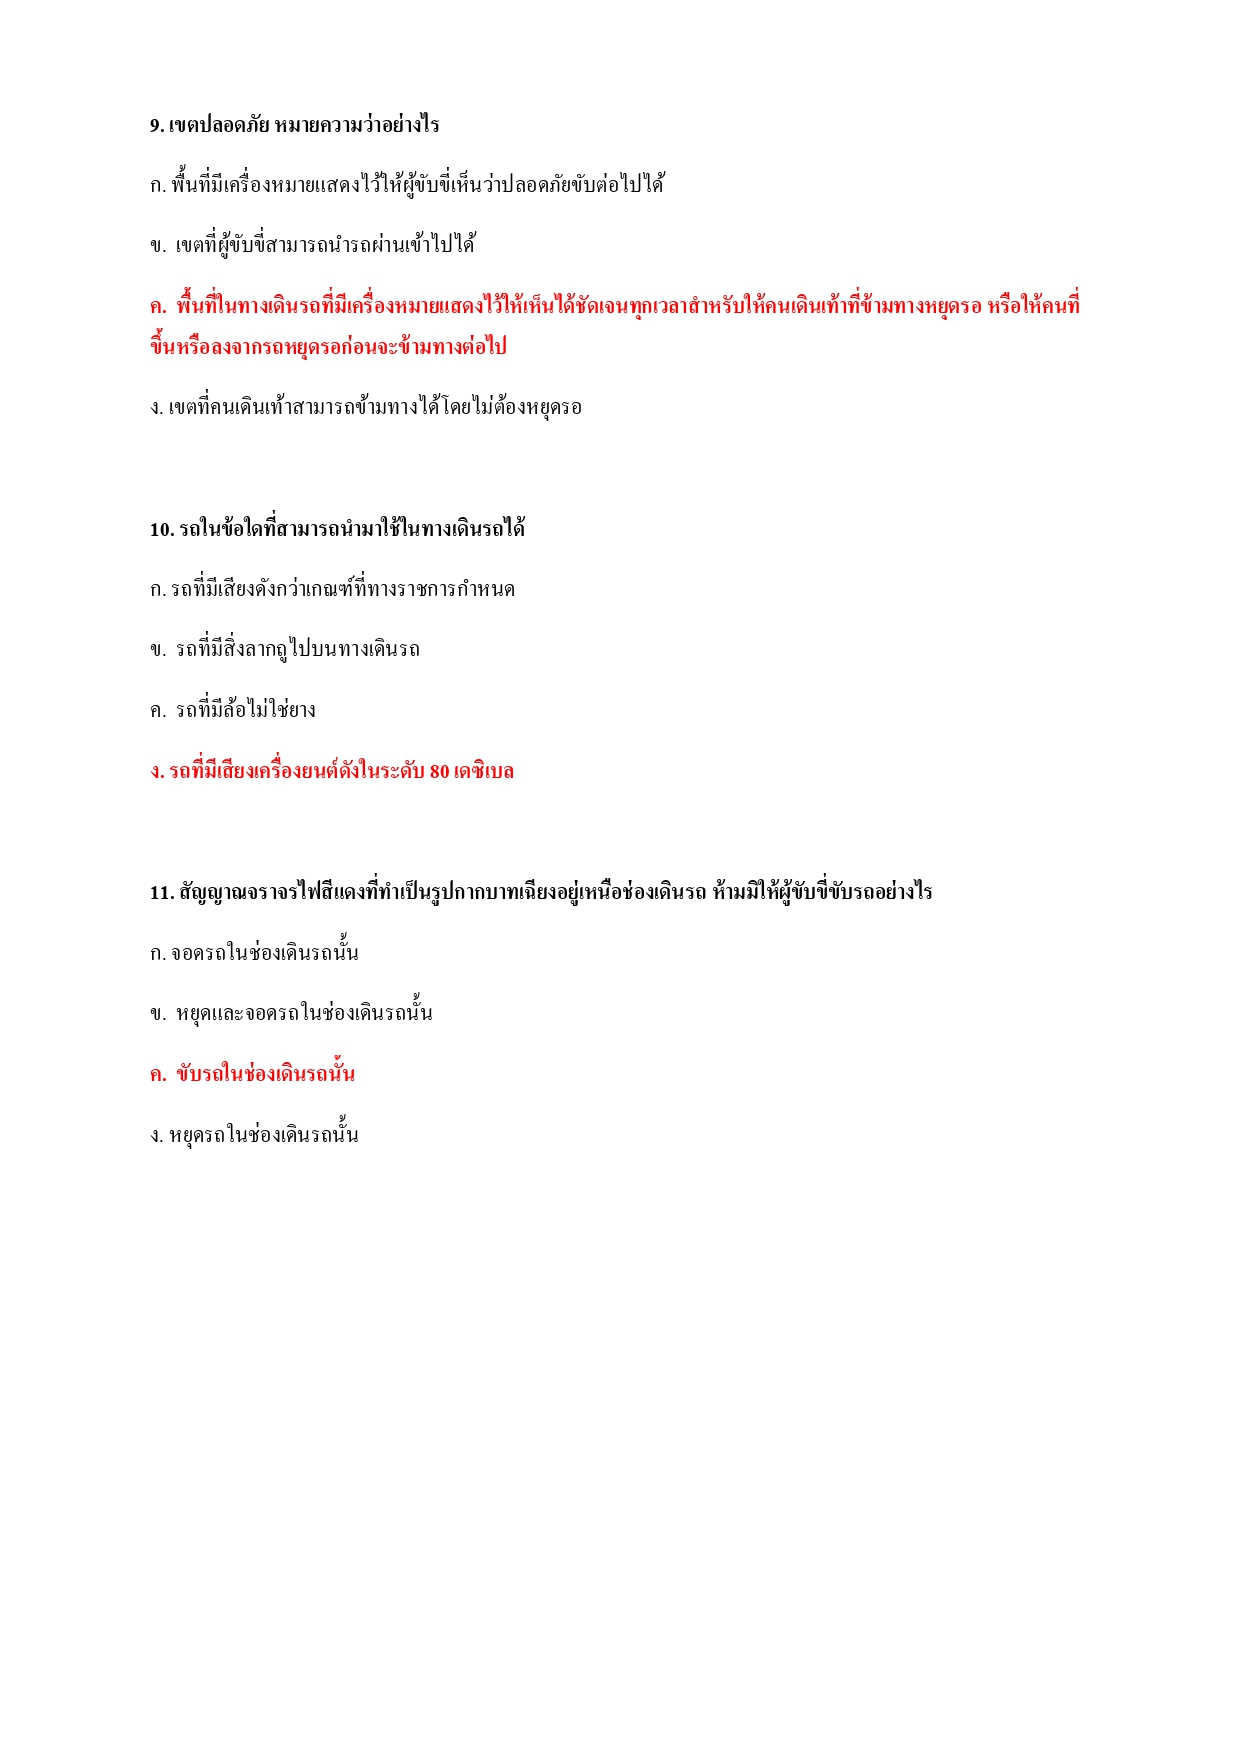 9. เขตปลอดภัย หมายความว่าอย่างไร
ก. พื้นที่มีเครื่องหมายแสดงไว้ให้ผู้ขับขี่เห็นว่าปลอดภัยขับต่อไปได้
ข. เขตที่ผู้ขับขี่สามารถนำรถผ่านเข้าไปได้
ค. พื้นที่ในทางเดินรถที่มีเครื่องหมายแสดงไว้ให้เห็นได้ชัดเจนทุกเวลาสำหรับให้คนเดินเท้าที่ข้ามทางหยุดรอ หรือให้คนที่
ขึ้นหรือลงจากรถหยุดรอก่อนจะข้ามทางต่อไป
ง. เขตที่คนเดินเท้าสามารถข้ามทางได้โดยไม่ต้องหยุดรอ
10. รถในข้อใดที่สามารถนำมาใช้ในทางเดินรถได้
ก. รถที่มีเสียงดังกว่าเกณฑ์ที่ทางราชการกำหนด
ข. รถที่มีสิ่งลากถูไปบนทางเดินรถ
ค. รถที่มีล้อไม่ใช่ยาง
ง. รถที่มีเสียงเครื่องยนต์ดังในระดับ 80 เดซิเบล
11. สัญญาณจราจรไฟสีแดงที่ทำเป็นรูปกากบาทเฉียงอยู่เหนือช่องเดินรถ ห้ามมิให้ผู้ขับขี่ขับรถอย่างไร
ก. จอดรถในช่องเดินรถนั้น
ข. หยุดและจอดรถในช่องเดินรถนั้น
ค. ขับรถในช่องเดินรถนั้น
ง. หยุดรถในช่องเดินรถนั้น